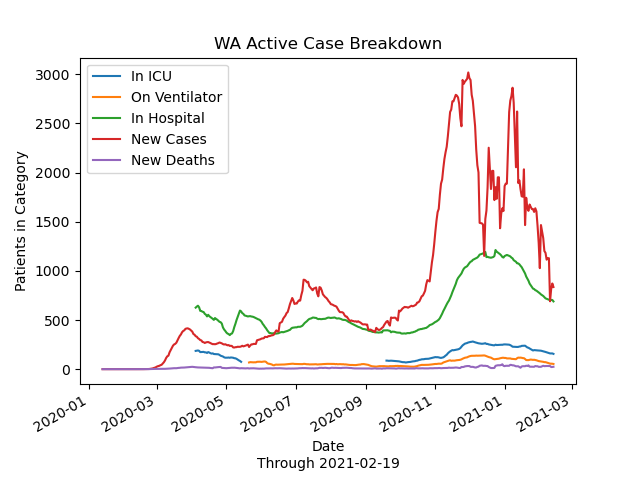 WA Active Case Breakdown
In ICU
On Ventilator
In Hospital
New Cases
New Deaths
Patients in Category
3000
2500
2000
1500
1000
500
0
2020-01
2020-03
2020-05
2020-07
2020-09
2020-11
2021-01
2021-03
Date
Through 2021-02-19